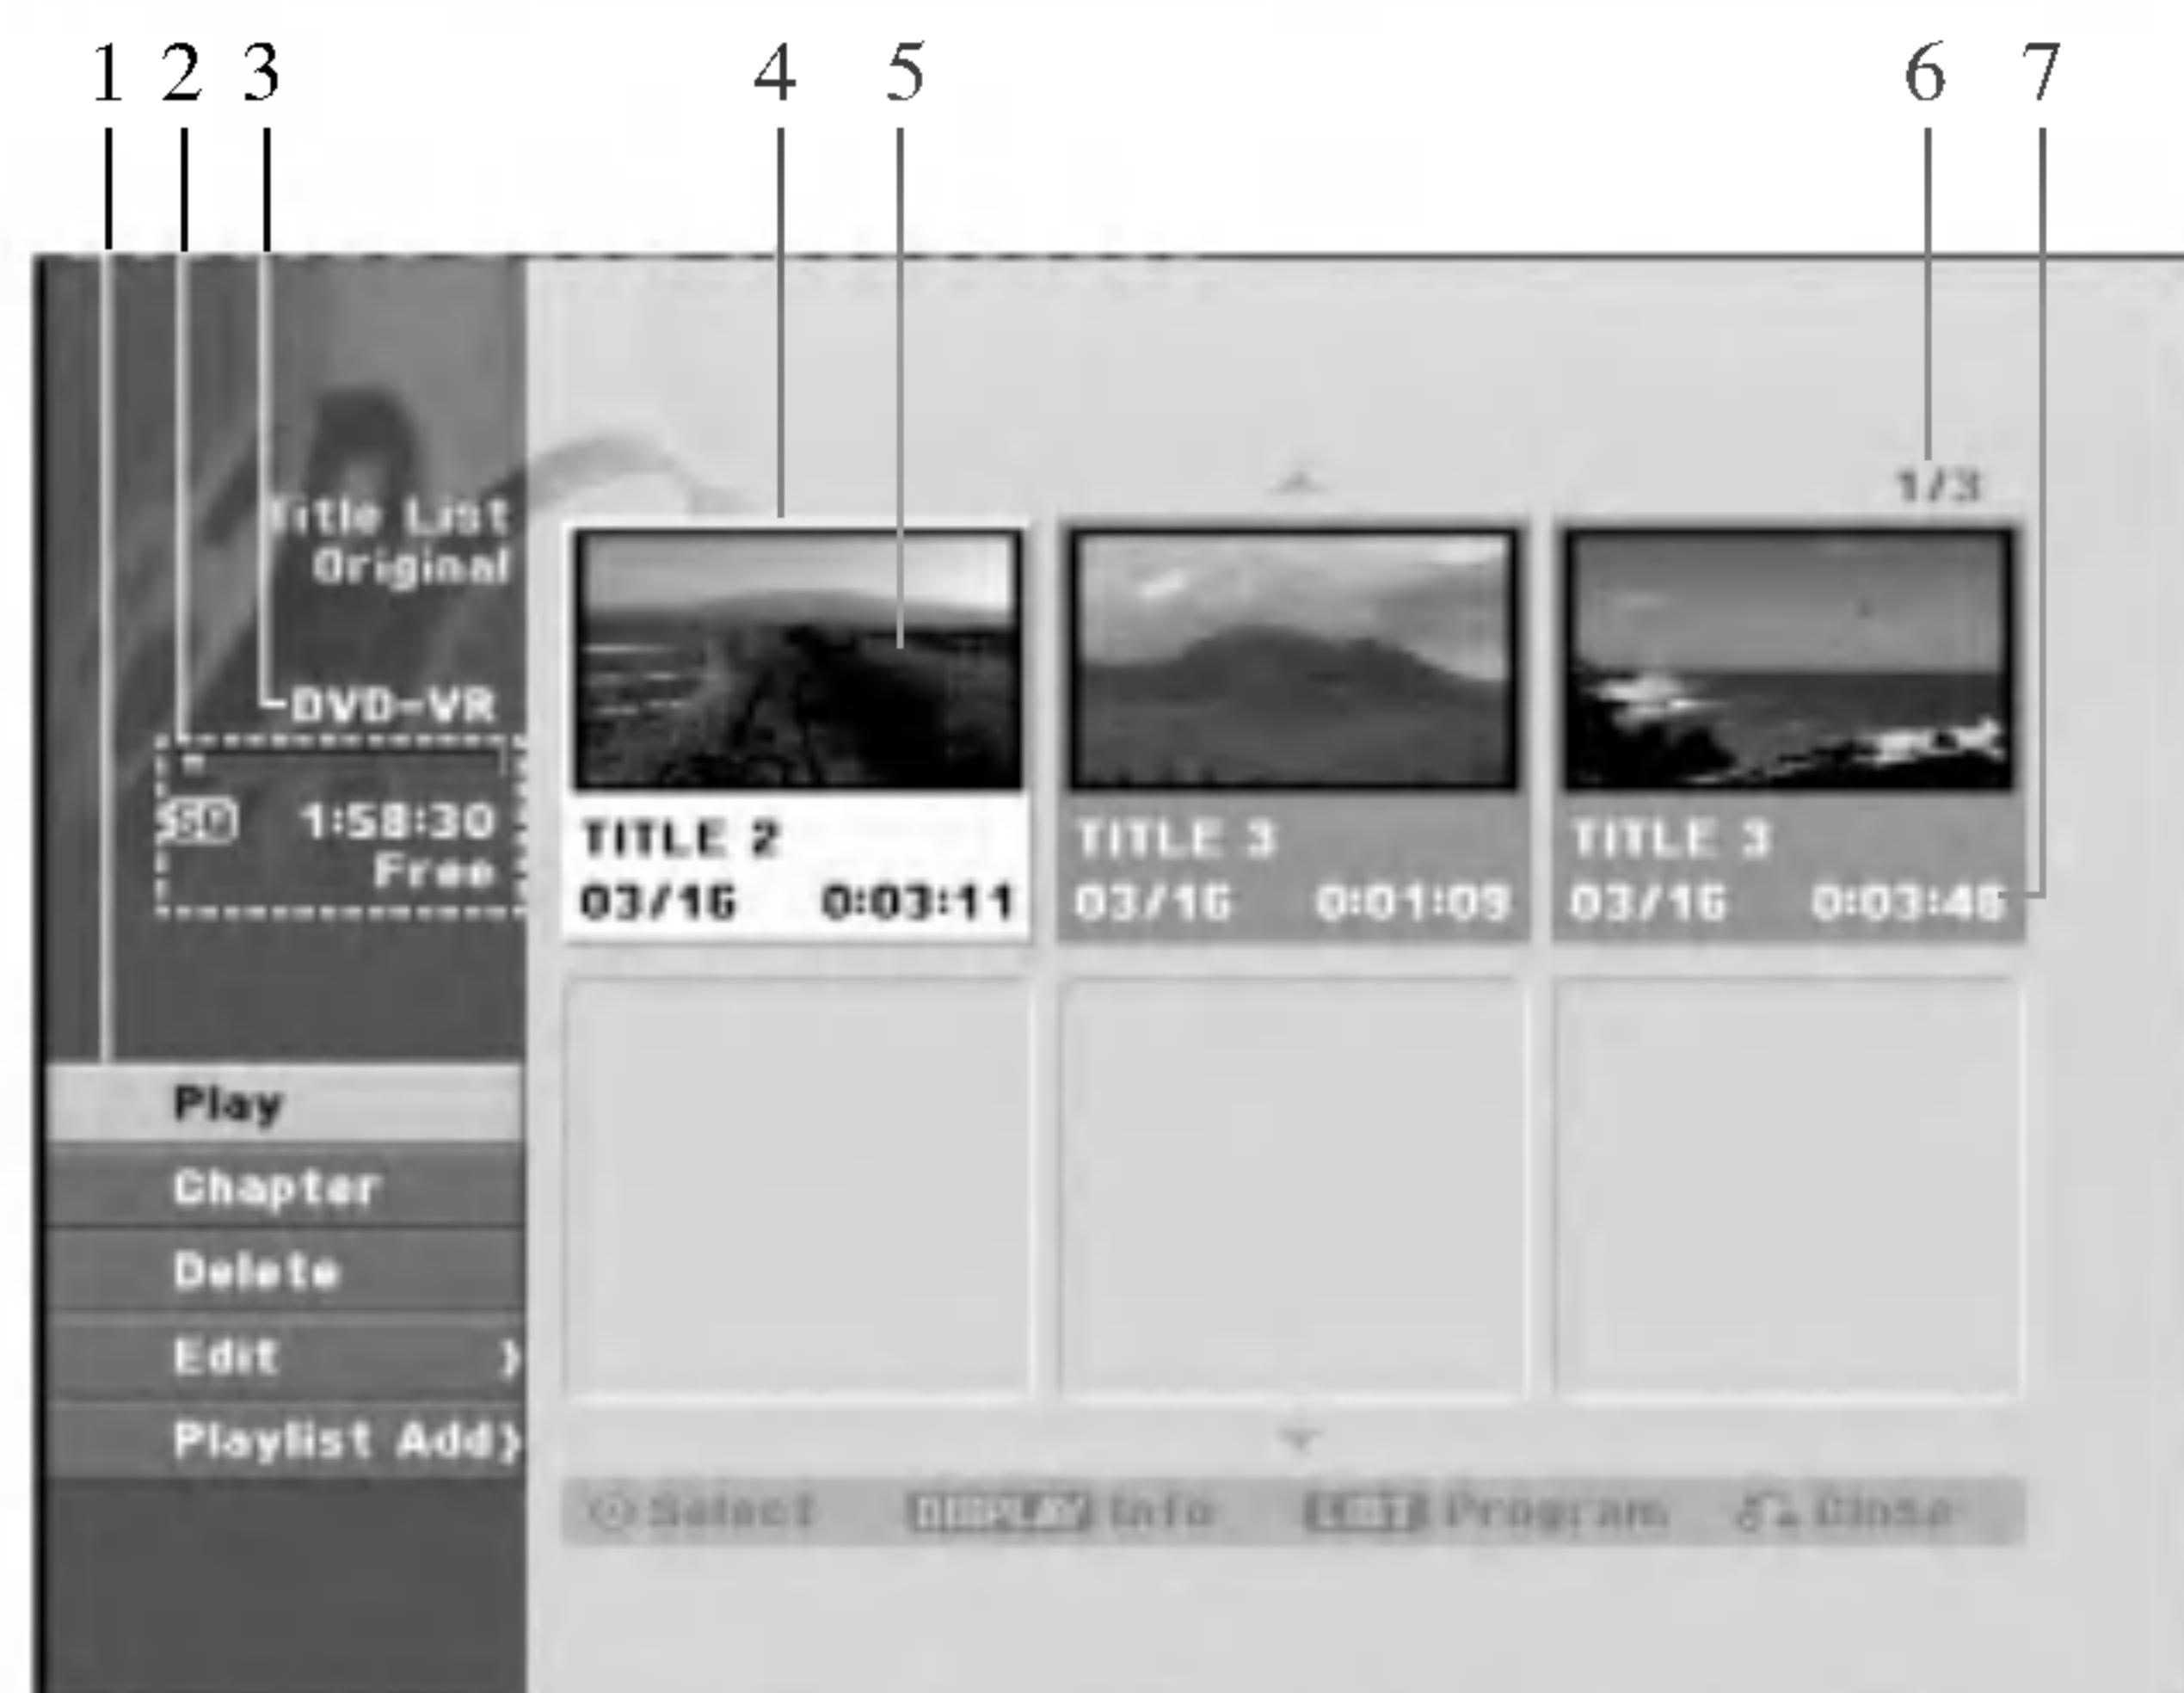 1 2 3 4 5 6 7
Title List
Original
DVD-VR
SP 1:58:30
Free
1/3
TITLE 2
03/16 0:03:11
TITLE 3
03/16 0:01:09
TITLE 3
03/16 0:03:46
Play
Chapter
Delete
Edit
Playlist Add
Select DISPLAY Info EDIT Program Close